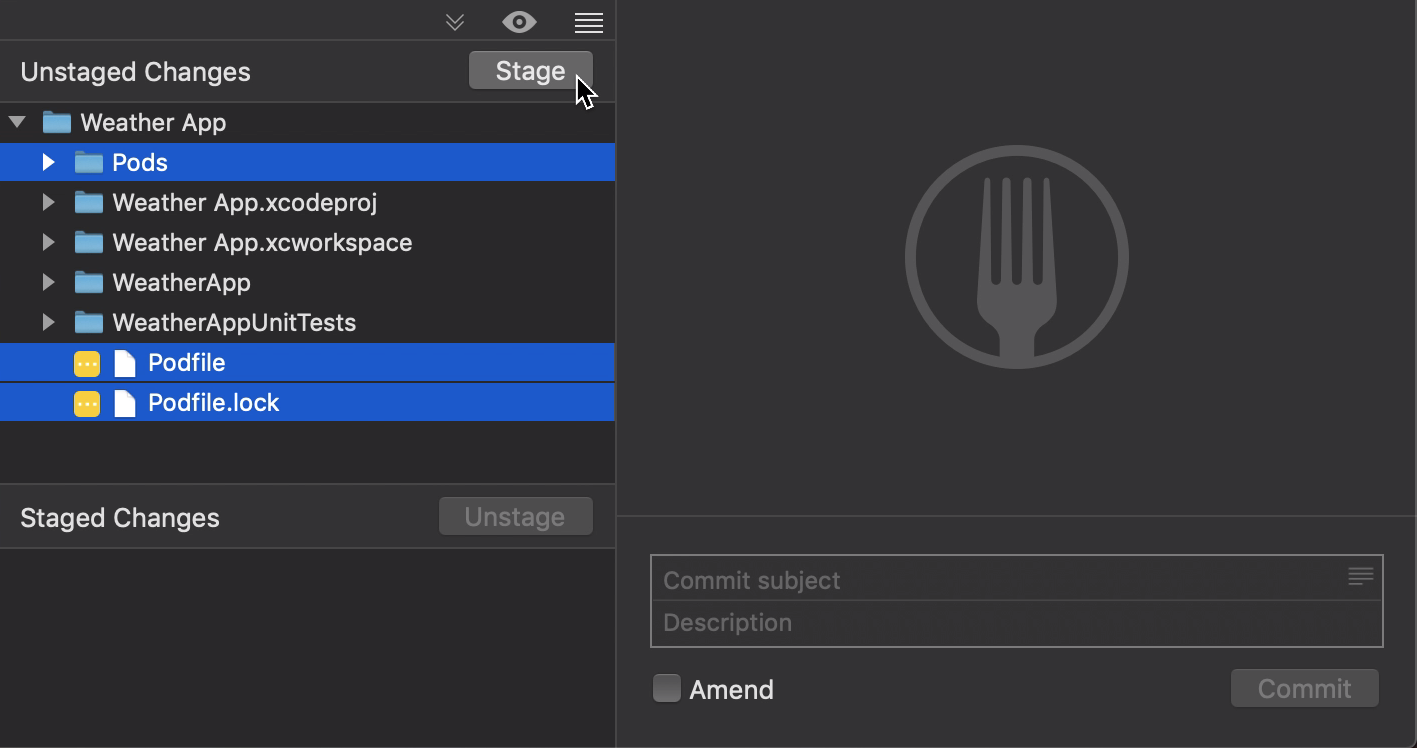 Unstaged Changes
Stage
Weather App
Pods
Weather App.xcodeproj
Weather App.xcworkspace
WeatherApp
WeatherAppUnitTests
Podfile
Podfile.lock
Staged Changes
Unstage
Commit subject
Description
Amend
Commit